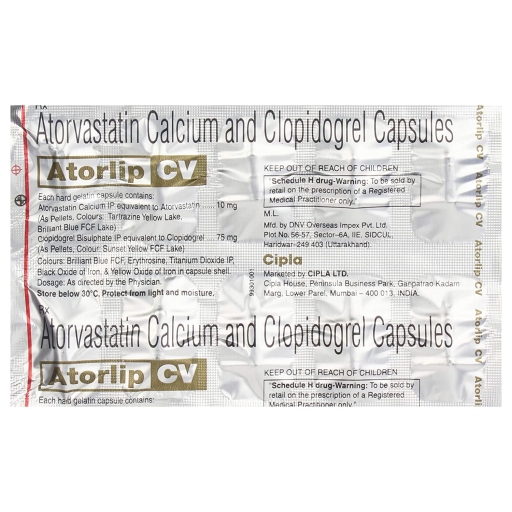 Rx
Atorvastatin Calcium and Clopidogrel Capsules
Atorlip CV
Each hard gelatin capsule contains:
Atorvastatin Calcium IP equivalent to Atorvastatin ..... 10 mg
(As Pellets, Colours: Tartrazine Yellow Lake,
Brilliant Blue FCF Lake)
Clopidogrel Bisulphate IP equivalent to Clopidogrel .... 75 mg
(As Pellets, Colour: Sunset Yellow FCF Lake)
Colours: Brilliant Blue FCF, Erythrosine, Titanium Dioxide IP,
Black Oxide of Iron, & Yellow Oxide of Iron in capsule shell.
Dosage: As directed by the Physician.
Store below 30°C. Protect from light and moisture.
KEEP OUT OF REACH OF CHILDREN
"Schedule H drug-Warning: To be sold by
retail on the prescription of a Registered
Medical Practitioner only."
M.L.
Mfd. by DNV Overseas Impex Pvt. Ltd.
Plot No. 56-57, Sector-6A, IIE, SIDCUL,
Haridwar-249 403 (Uttarakhand).
Cipla
Marketed by CIPLA LTD.
Cipla House, Peninsula Business Park, Ganpatrao Kadam
Marg, Lower Parel, Mumbai - 400 013, INDIA.
Atorlip CV Atorlip CV Atorlip CV Atorlip CV
Rx
Atorvastatin Calcium and Clopidogrel Capsules
Atorlip CV
Each hard gelatin capsule contains:
KEEP OUT OF REACH OF CHILDREN
"Schedule H drug-Warning: To be sold by
retail on the prescription of a Registered
Medical Practitioner only."